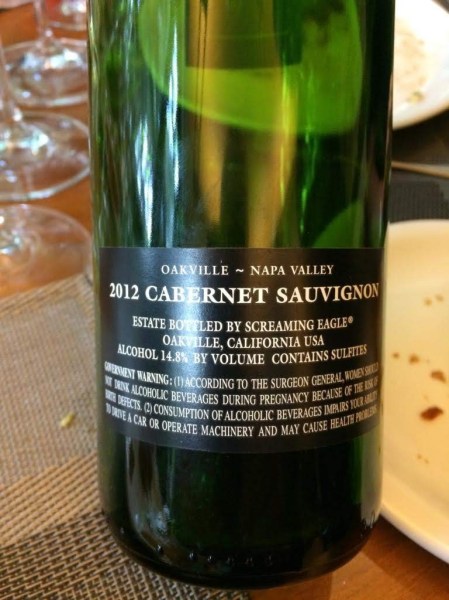 OAKVILLE ~ NAPA VALLEY
2012 CABERNET SAUVIGNON
ESTATE BOTTLED BY SCREAMING EAGLE®
OAKVILLE, CALIFORNIA USA
ALCOHOL 14.8% BY VOLUME CONTAINS SULFITES
GOVERNMENT WARNING: (1) ACCORDING TO THE SURGEON GENERAL, WOMEN SHOULD
NOT DRINK ALCOHOLIC BEVERAGES DURING PREGNANCY BECAUSE OF THE RISK OF
BIRTH DEFECTS. (2) CONSUMPTION OF ALCOHOLIC BEVERAGES IMPAIRS YOUR ABILITY
TO DRIVE A CAR OR OPERATE MACHINERY AND MAY CAUSE HEALTH PROBLEMS.